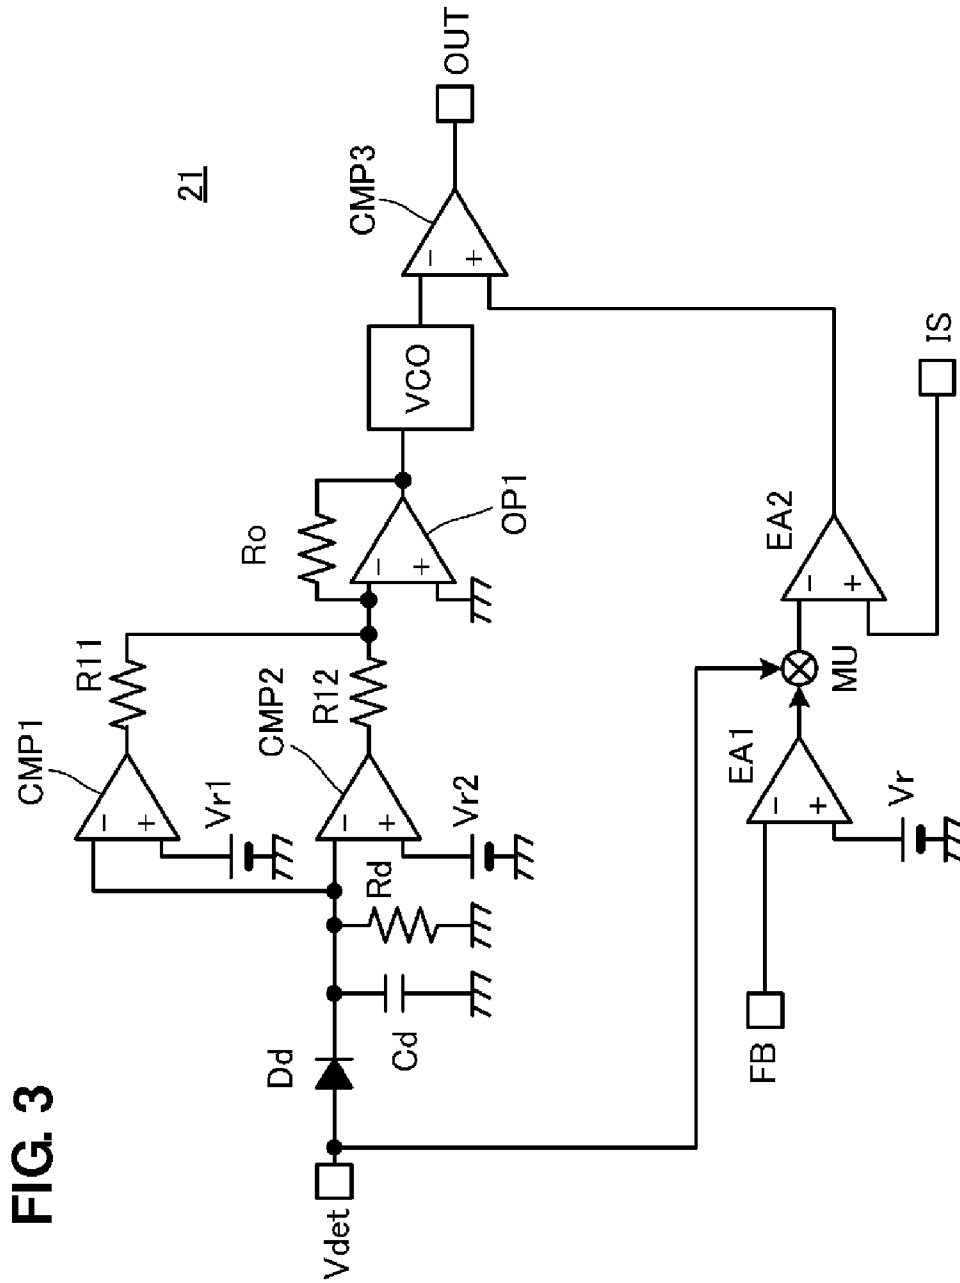 FIG. 3
21
CMP1
R11
Vr1
CMP2
R12
Vr2
Ro
OP1
VCO
CMP3
OUT
Vdet
Dd
Cd
Rd
FB
EA1
Vr
MU
EA2
IS
−
+
−
+
−
+
−
+
−
+
−
+